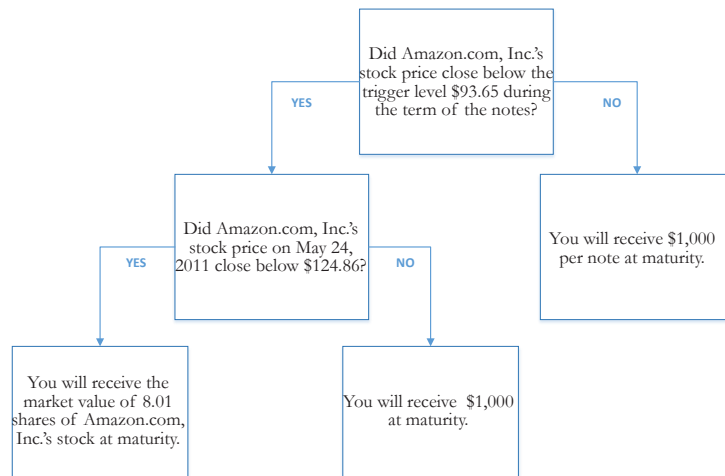 Did Amazon.com, Inc.'s
stock price close below the
trigger level $93.65 during
the term of the notes?
YES
NO
Did Amazon.com, Inc.'s
stock price on May 24,
2011 close below $124.86?
You will receive $1,000
per note at maturity.
YES
NO
You will receive the
market value of 8.01
shares of Amazon.com,
Inc.'s stock at maturity.
You will receive $1,000
at maturity.